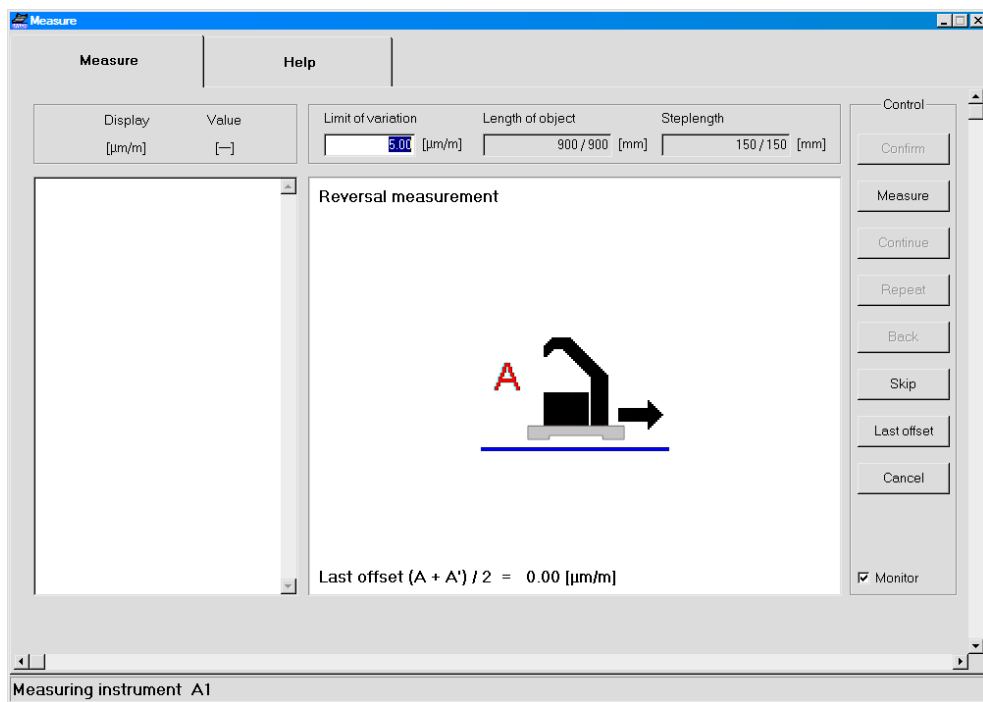 Measure
Measure Help
Display Value
[µm/m] [—]
Limit of variation Length of object Steplength
5.00 [µm/m] 900 / 900 [mm] 150 / 150 [mm]
Reversal measurement
A
Last offset (A + A') / 2 = 0.00 [µm/m]
Control
Confirm
Measure
Continue
Repeat
Back
Skip
Last offset
Cancel
Monitor
Measuring instrument A1